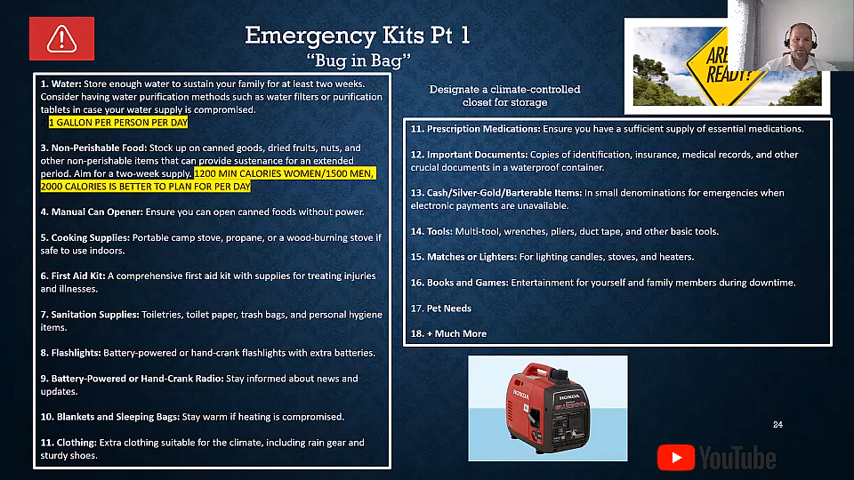 Emergency Kits Pt 1
“Bug in Bag”
1. Water: Store enough water to sustain your family for at least two weeks.
Consider having water purification methods such as water filters or purification
tablets in case your water supply is compromised.
1 GALLON PER PERSON PER DAY
3. Non-Perishable Food: Stock up on canned goods, dried fruits, nuts, and
other non-perishable items that can provide sustenance for an extended
period. Aim for a two-week supply. 1200 MIN CALORIES WOMEN/1500 MEN,
2000 CALORIES IS BETTER TO PLAN FOR PER DAY
4. Manual Can Opener: Ensure you can open canned foods without power.
5. Cooking Supplies: Portable camp stove, propane, or a wood-burning stove if
safe to use indoors.
6. First Aid Kit: A comprehensive first aid kit with supplies for treating injuries
and illnesses.
7. Sanitation Supplies: Toiletries, toilet paper, trash bags, and personal hygiene
items.
8. Flashlights: Battery-powered or hand-crank flashlights with extra batteries.
9. Battery-Powered or Hand-Crank Radio: Stay informed about news and
updates.
10. Blankets and Sleeping Bags: Stay warm if heating is compromised.
11. Clothing: Extra clothing suitable for the climate, including rain gear and
sturdy shoes.
Designate a climate-controlled
closet for storage
ARE
READY?
11. Prescription Medications: Ensure you have a sufficient supply of essential medications.
12. Important Documents: Copies of identification, insurance, medical records, and other
crucial documents in a waterproof container.
13. Cash/Silver-Gold/Barterable Items: In small denominations for emergencies when
electronic payments are unavailable.
14. Tools: Multi-tool, wrenches, pliers, duct tape, and other basic tools.
15. Matches or Lighters: For lighting candles, stoves, and heaters.
16. Books and Games: Entertainment for yourself and family members during downtime.
17. Pet Needs
18. + Much More
HONDA
HONDA
24
YouTube